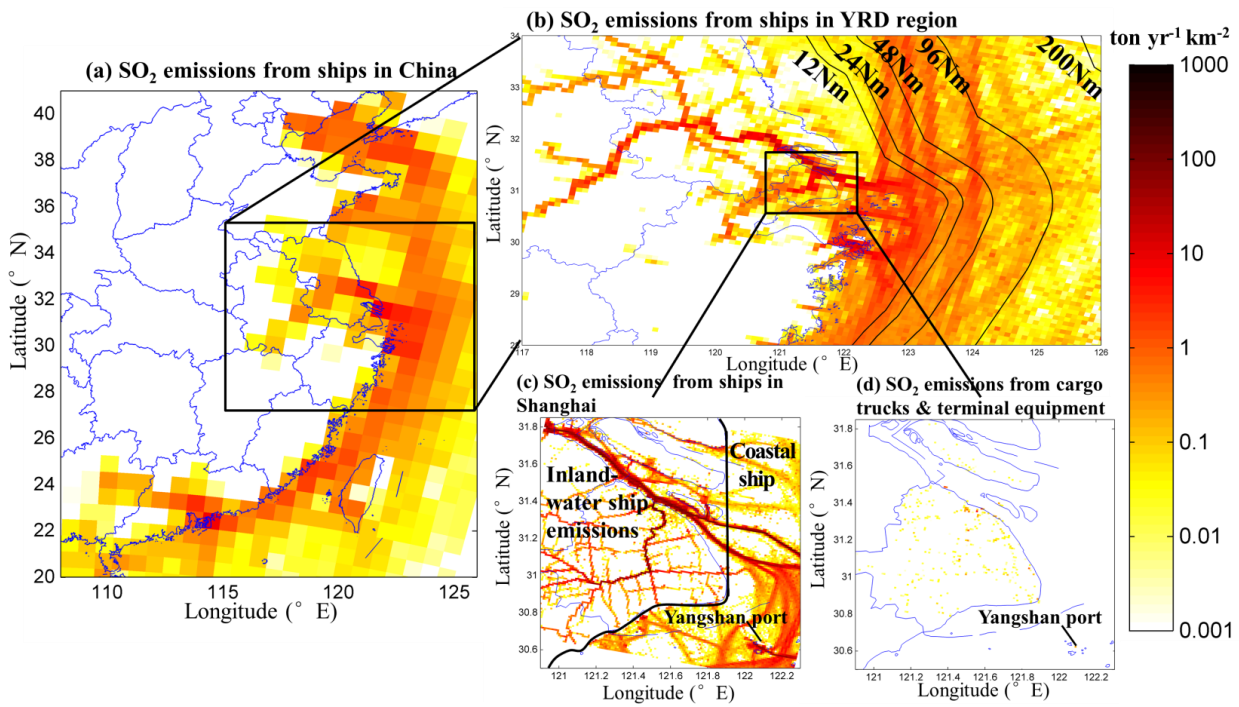 (a) SO2 emissions from ships in China
40
38
36
34
32
30
28
26
24
22
20
110
115
120
125
Latitude (° N)
Longitude (° E)
(b) SO2 emissions from ships in YRD region
34
33
32
31
30
29
28
117
118
119
120
121
122
123
124
125
126
Latitude (° N)
Longitude (° E)
12Nm
24Nm
48Nm
96Nm
200Nm
(c) SO2 emissions from ships in
Shanghai
31.8
31.6
31.4
31.2
31
30.8
30.6
121
121.2
121.4
121.6
121.8
122
122.2
Latitude (° N)
Longitude (° E)
Inland-
water ship
emissions
Coastal
ship
Yangshan port
(d) SO2 emissions from cargo
trucks & terminal equipment
31.8
31.6
31.4
31.2
31
30.8
30.6
121
121.2
121.4
121.6
121.8
122
122.2
Latitude (° N)
Longitude (° E)
Yangshan port
ton yr-1 km-2
1000
100
10
1
0.1
0.01
0.001